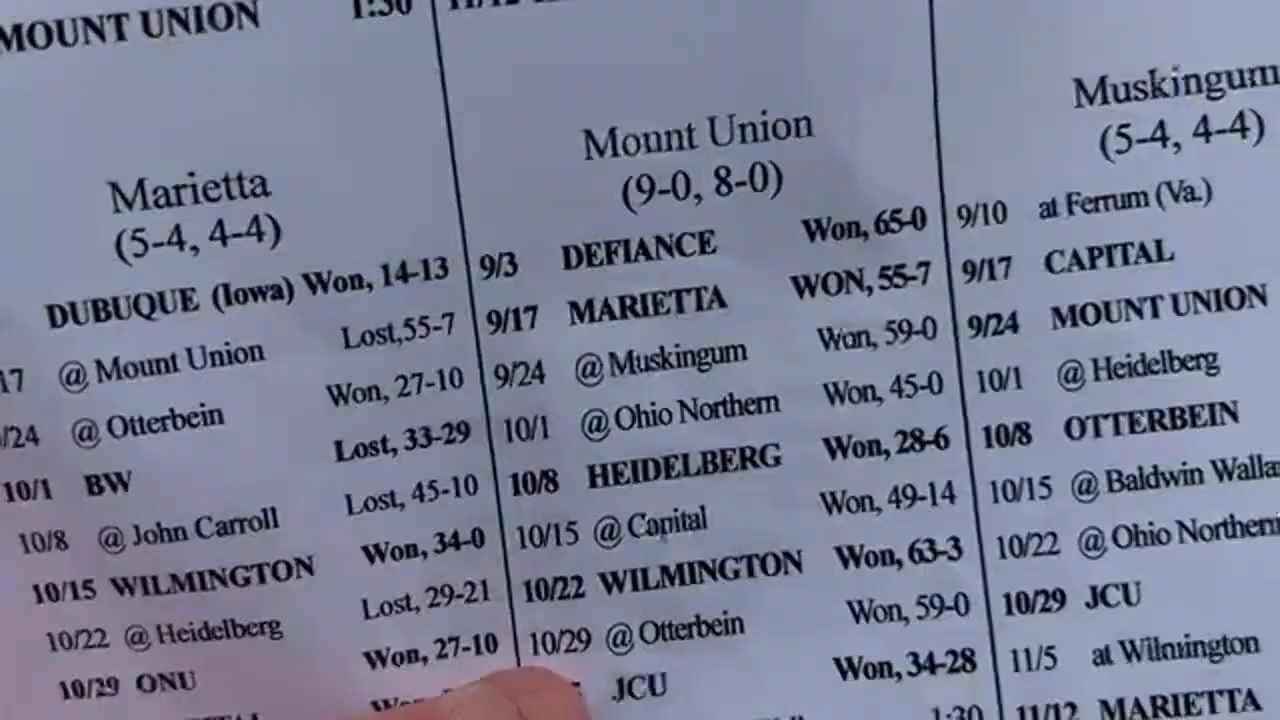 MOUNT UNION 1:30
Marietta
(5-4, 4-4)
DUBUQUE (Iowa) Won, 14-13
@ Mount Union Lost,55-7
/24 @ Otterbein Won, 27-10
10/1 BW Lost, 33-29
10/8 @ John Carroll Lost, 45-10
10/15 WILMINGTON Won, 34-0
10/22 @ Heidelberg Lost, 29-21
10/29 ONU Won, 27-10
Mount Union
(9-0, 8-0)
9/3 DEFIANCE Won, 65-0
9/17 MARIETTA WON, 55-7
9/24 @ Muskingum Won, 59-0
10/1 @ Ohio Northern Won, 45-0
10/8 HEIDELBERG Won, 28-6
10/15 @ Capital Won, 49-14
10/22 WILMINGTON Won, 63-3
10/29 @ Otterbein Won, 59-0
JCU Won, 34-28
1:30
Muskingum
(5-4, 4-4)
9/10 at Ferrum (Va.)
9/17 CAPITAL
9/24 MOUNT UNION
10/1 @ Heidelberg
10/8 OTTERBEIN
10/15 @ Baldwin Walla
10/22 @ Ohio Northern
10/29 JCU
11/5 at Wilmington
11/12 MARIETTA